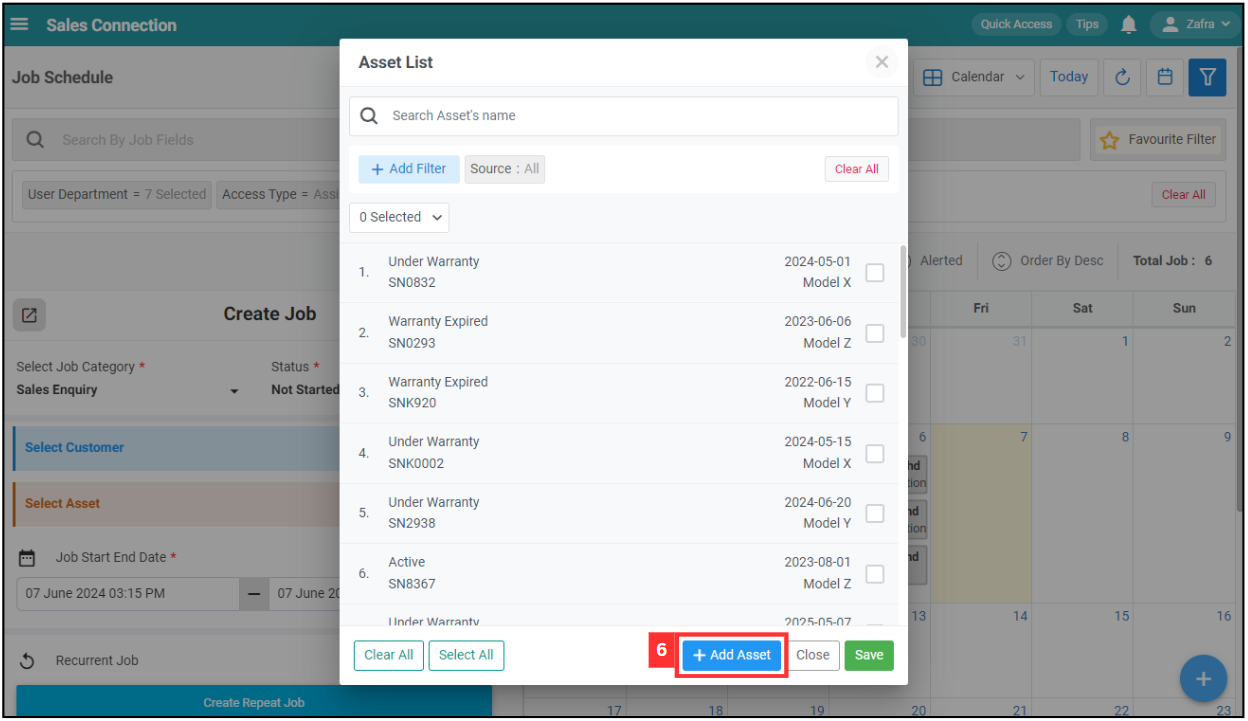 Sales Connection
Quick Access Tips Zafra
Job Schedule
Calendar Today
Search By Job Fields
Favourite Filter
User Department = 7 Selected Access Type = Assi
Clear All
Alerted Order By Desc Total Job : 6
Create Job
Select Job Category *
Sales Enquiry
Status *
Not Started
Select Customer
Select Asset
Job Start End Date *
07 June 2024 03:15 PM — 07 June 20
Recurrent Job
Create Repeat Job
Asset List
Search Asset's name
+ Add Filter Source : All Clear All
0 Selected
1. Under Warranty 2024-05-01
SN0832 Model X
2. Warranty Expired 2023-06-06
SN0293 Model Z
3. Warranty Expired 2022-06-15
SNK920 Model Y
4. Under Warranty 2024-05-15
SNK0002 Model X
5. Under Warranty 2024-06-20
SN2938 Model Y
6. Active 2023-08-01
SN8367 Model Z
Under Warranty 2025-05-07
Clear All Select All 6 + Add Asset Close Save
Fri Sat Sun
30 31 1 2
6 7 8 9
hd
tion
hd
tion
hd
13 14 15 16
17 18 19 20 21 22 23
+